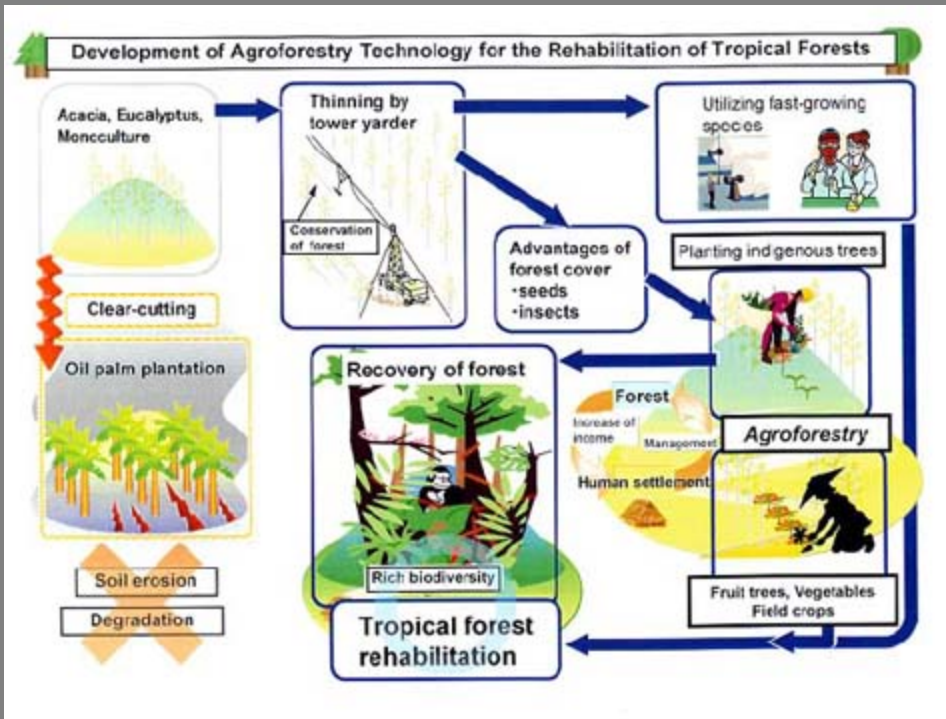 Development of Agroforestry Technology for the Rehabilitation of Tropical Forests
Acacia, Eucalyptus,
Moncculture
Thinning by
tower yarder
Conservation
of forest
Utilizing fast-growing
species
Advantages of
forest cover
・seeds
・insects
Planting indigenous trees
Clear-cutting
Oil palm plantation
Recovery of forest
Forest
Increase of
income
Management
Human settlement
Agroforestry
Soil erosion
Degradation
Rich biodiversity
Fruit trees, Vegetables
Field crops
Tropical forest
rehabilitation